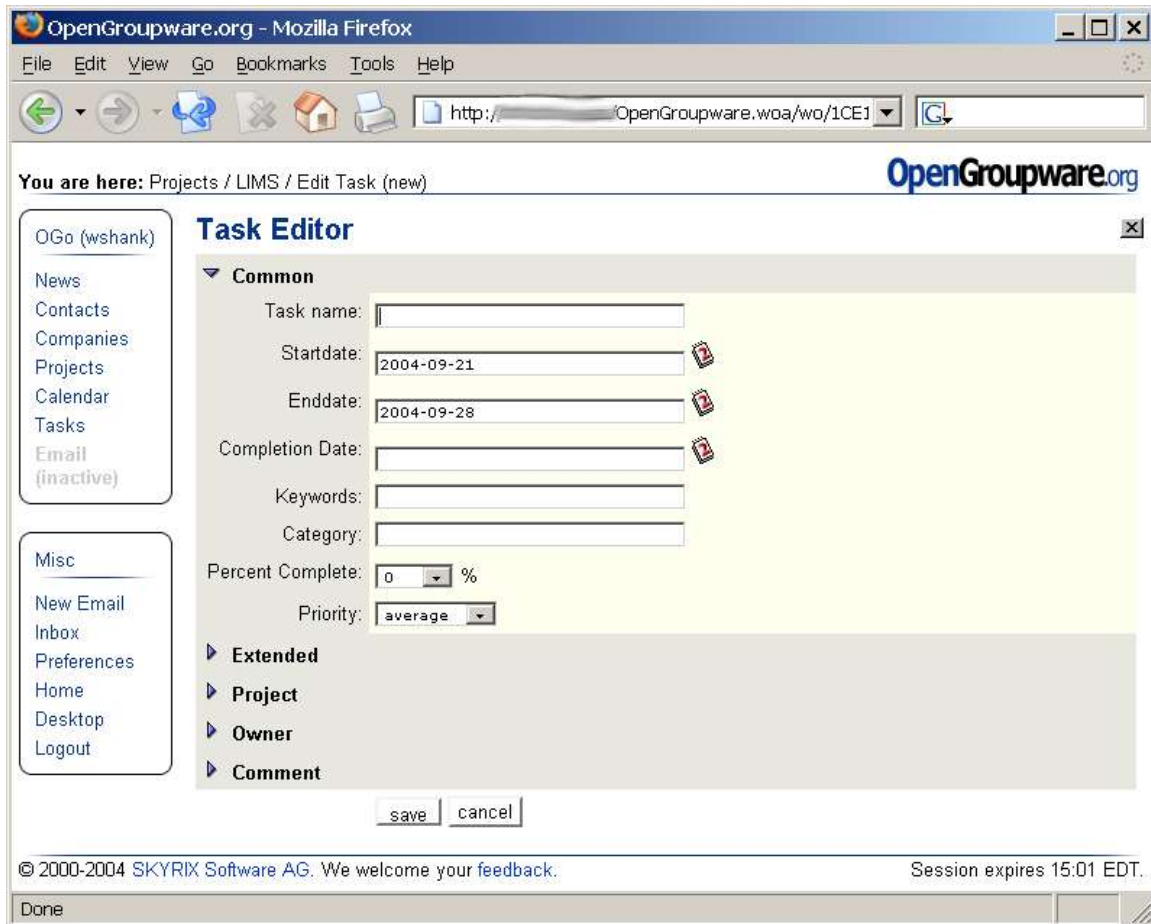 OpenGroupware.org - Mozilla Firefox
File Edit View Go Bookmarks Tools Help
http:/ /OpenGroupware.woa/wo/1CE1
G
You are here: Projects / LIMS / Edit Task (new)
OpenGroupware.org
OGo (wshank)
News
Contacts
Companies
Projects
Calendar
Tasks
Email
(inactive)
Misc
New Email
Inbox
Preferences
Home
Desktop
Logout
Task Editor
Common
Task name:
Startdate: 2004-09-21
Enddate: 2004-09-28
Completion Date:
Keywords:
Category:
Percent Complete: 0 %
Priority: average
Extended
Project
Owner
Comment
save cancel
© 2000-2004 SKYRIX Software AG. We welcome your feedback.
Session expires 15:01 EDT.
Done